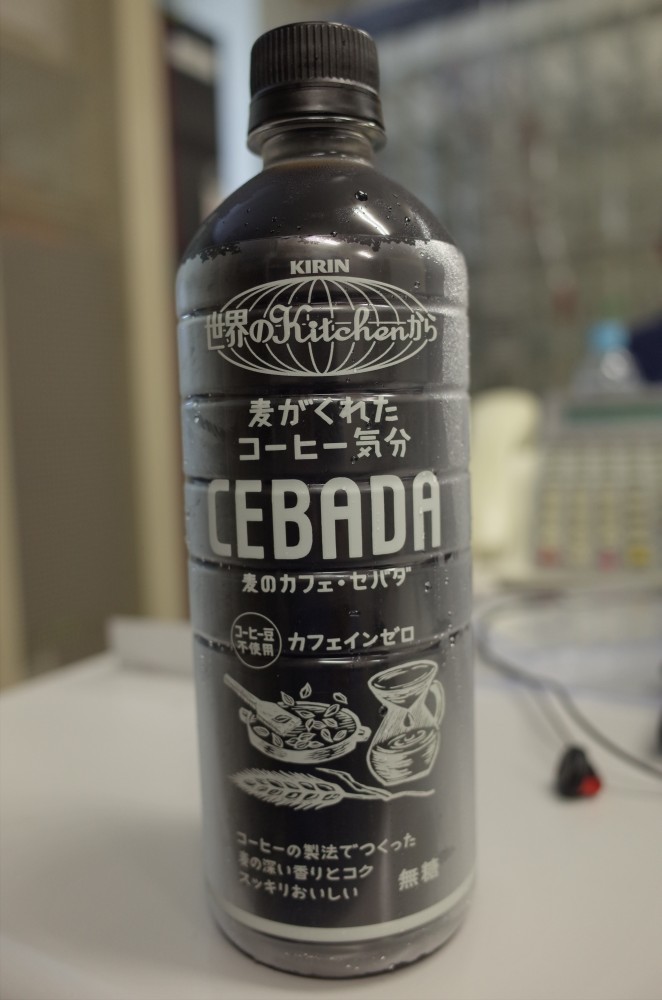 KIRIN
世界のKitchenから
麦がくれた
コーヒー気分
CEBADA
麦のカフェ・セバダ
コーヒー豆
不使用
カフェインゼロ
コーヒーの製法でつくった
麦の深い香りとコク
スッキリおいしい
無糖